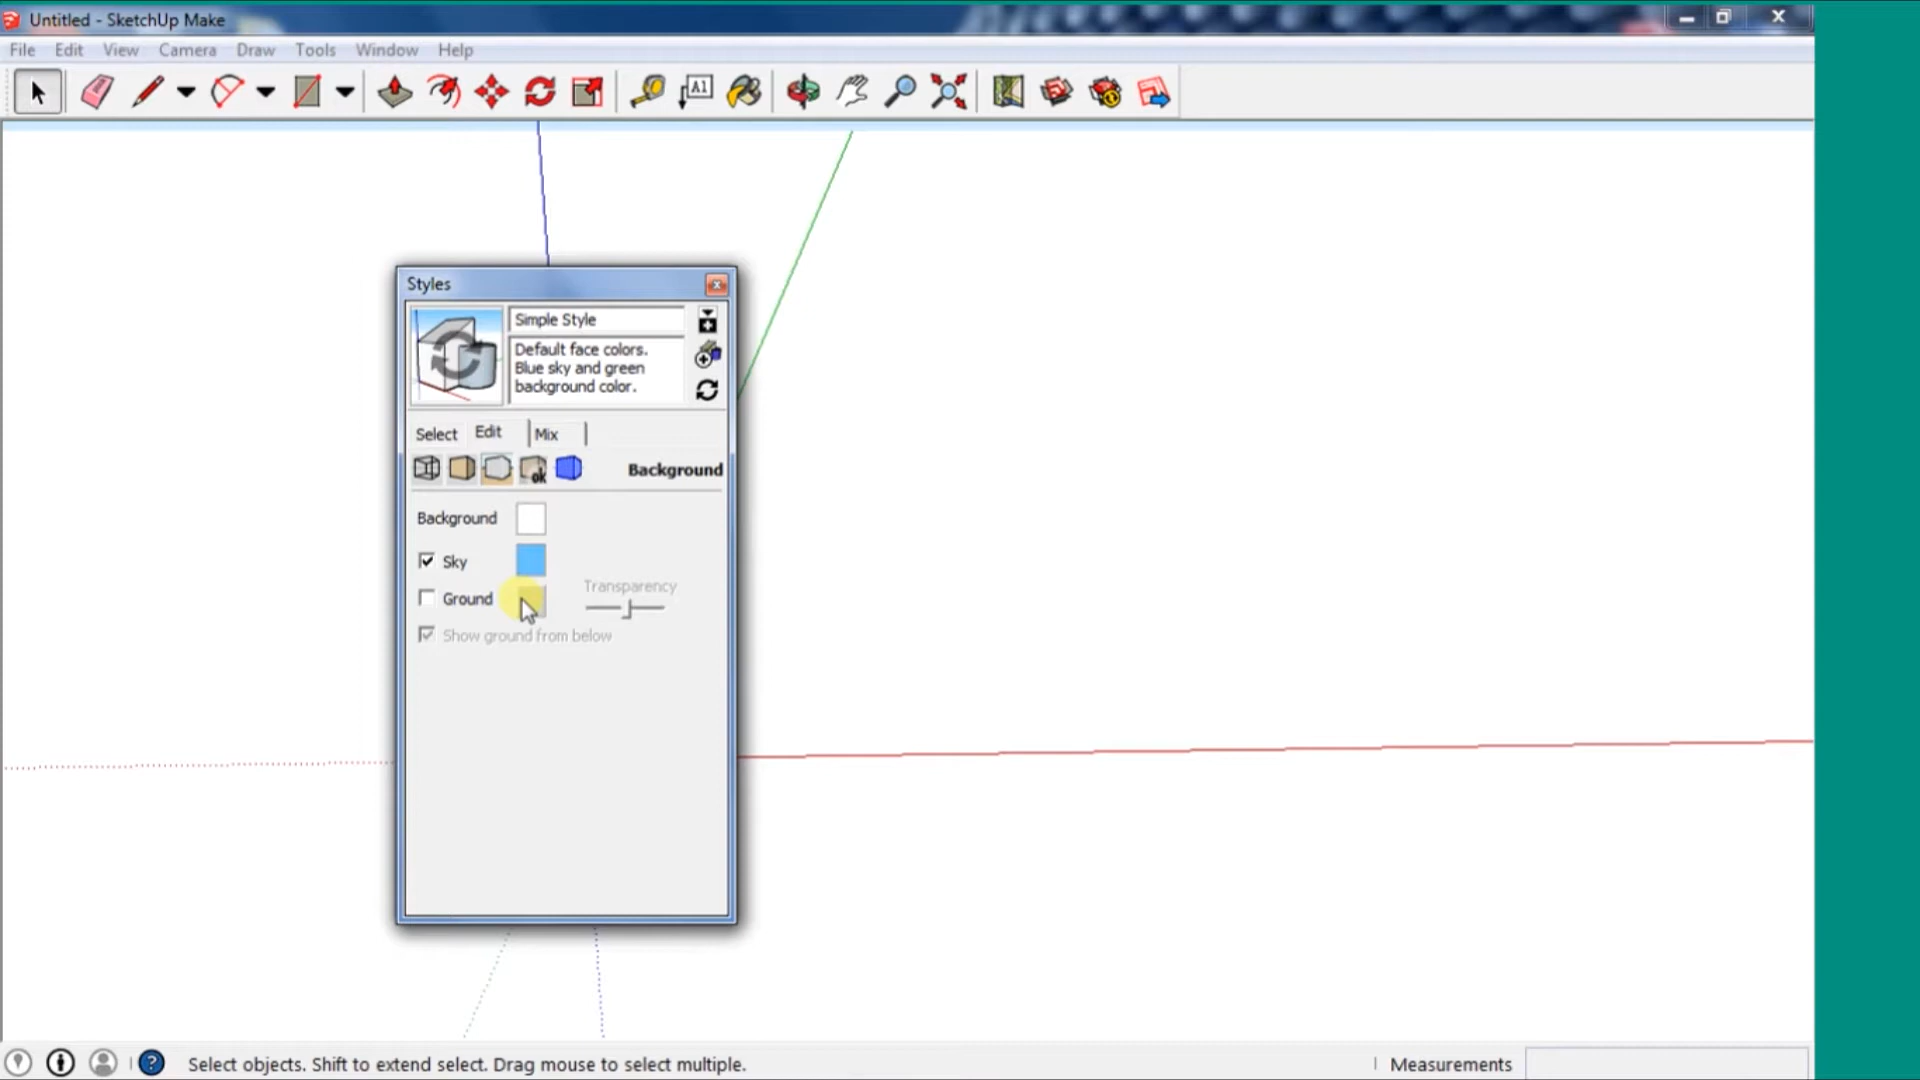 Untitled - SketchUp Make
File Edit View Camera Draw Tools Window Help
A1
Styles
Simple Style
Default face colors.
Blue sky and green
background color.
Select Edit Mix
ok
Background
Background
Sky
Transparency
Ground
Show ground from below
Select objects. Shift to extend select. Drag mouse to select multiple.
Measurements